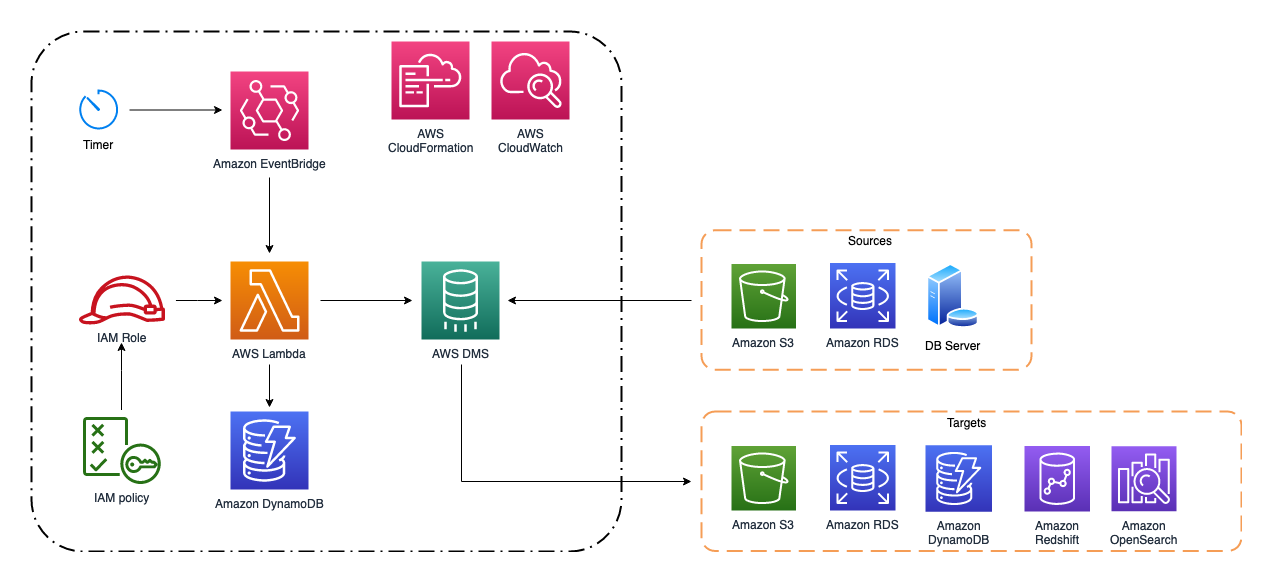 AWS
CloudFormation
AWS
CloudWatch
Timer
Amazon EventBridge
Sources
IAM Role
AWS Lambda
AWS DMS
Amazon S3
Amazon RDS
DB Server
Targets
IAM policy
Amazon DynamoDB
Amazon S3
Amazon RDS
Amazon
DynamoDB
Amazon
Redshift
Amazon
OpenSearch